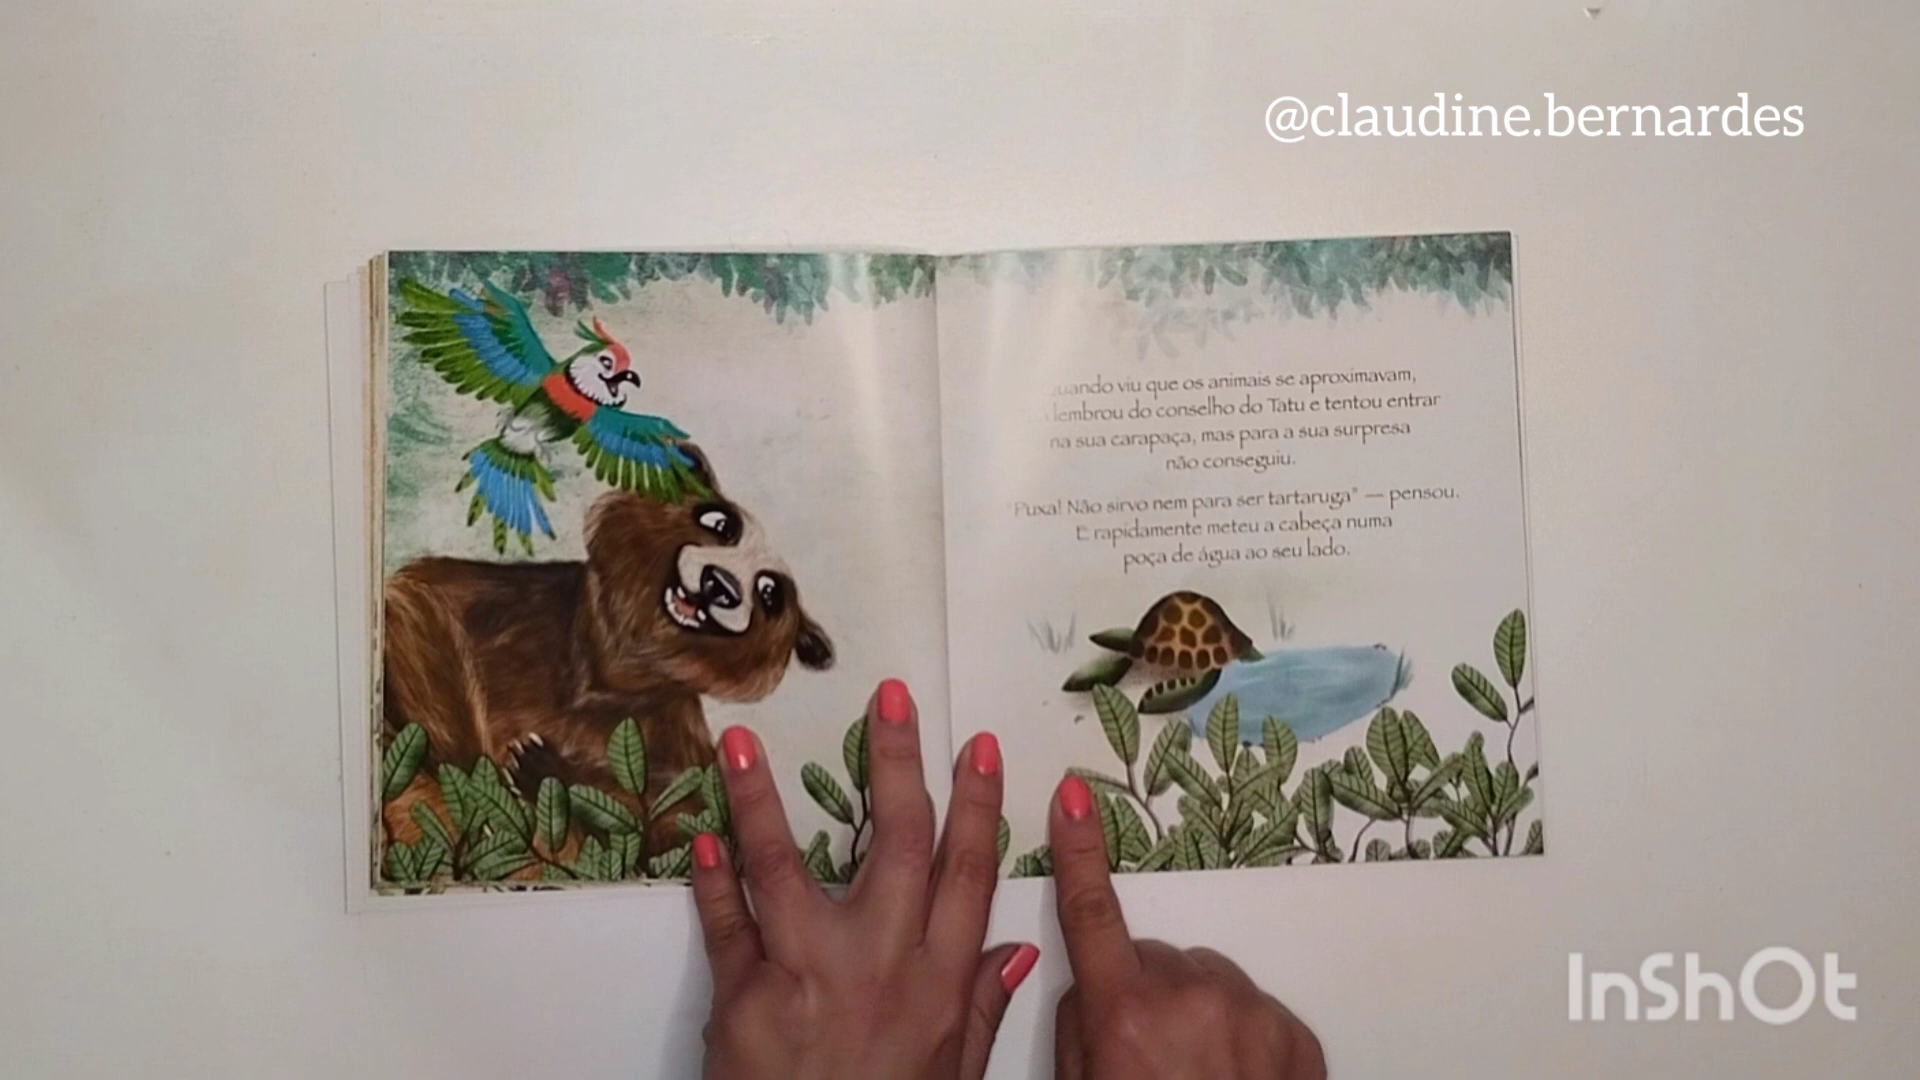 @claudine.bernardes
viu que os animais se aproximavam,
lembrou do conselho do Tatu e tentou entrar
na sua carapaça, mas para a sua surpresa
não conseguiu.
"Puxa! Não sirvo nem para ser tartaruga" — pensou.
E rapidamente meteu a cabeça numa
poça de água ao seu lado.
InShOt